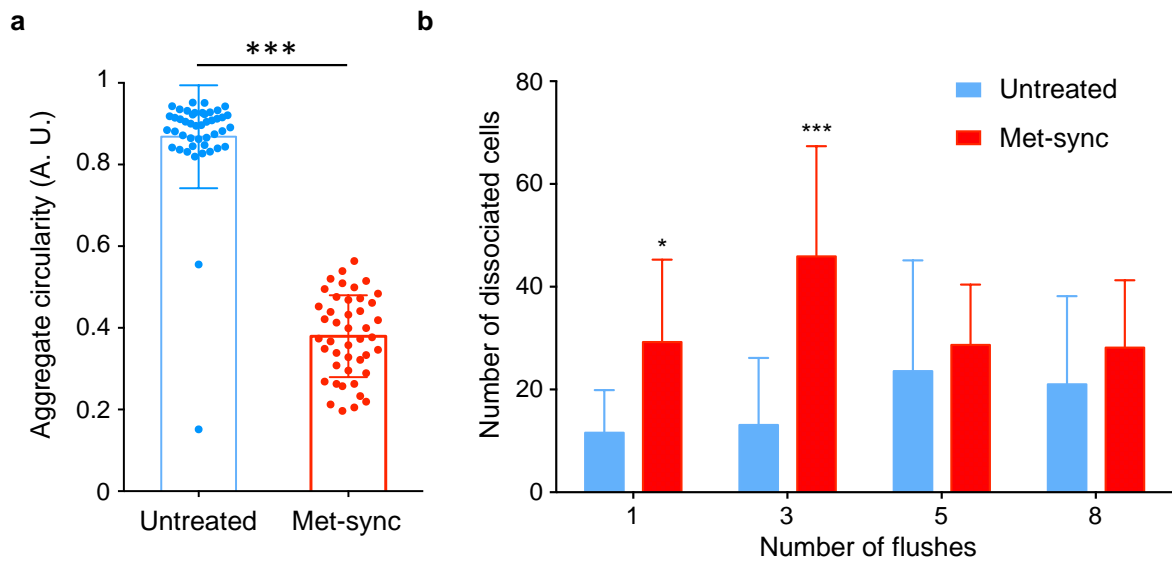 a
***
Aggregate circularity (A. U.)
1
0.8
0.6
0.4
0.2
0
Untreated
Met-sync
b
Number of dissociated cells
80
60
40
20
0
Untreated
Met-sync
*
***
1
3
5
8
Number of flushes